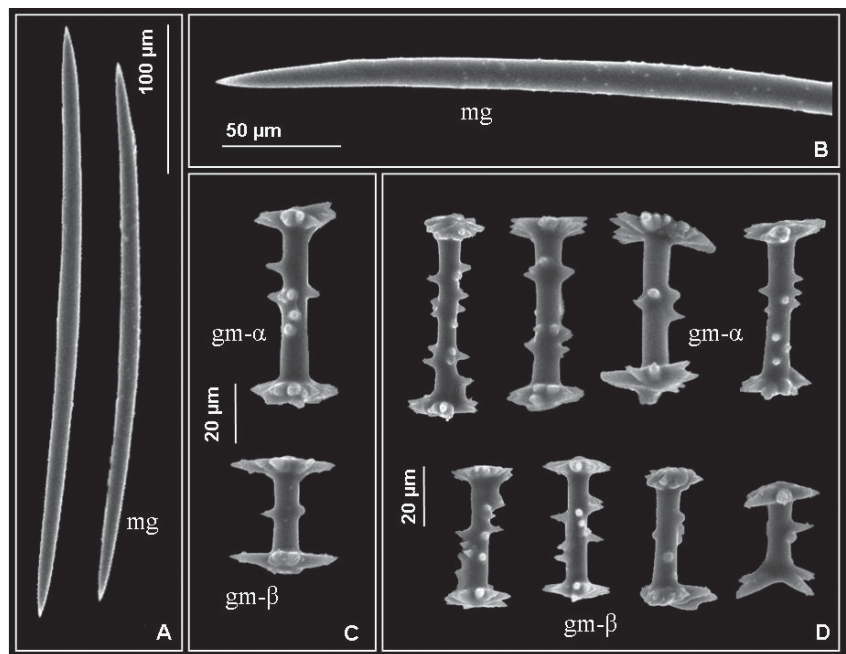 100 µm
mg
A
50 µm
mg
B
gm-α
20 µm
gm-β
C
gm-α
20 µm
gm-β
D